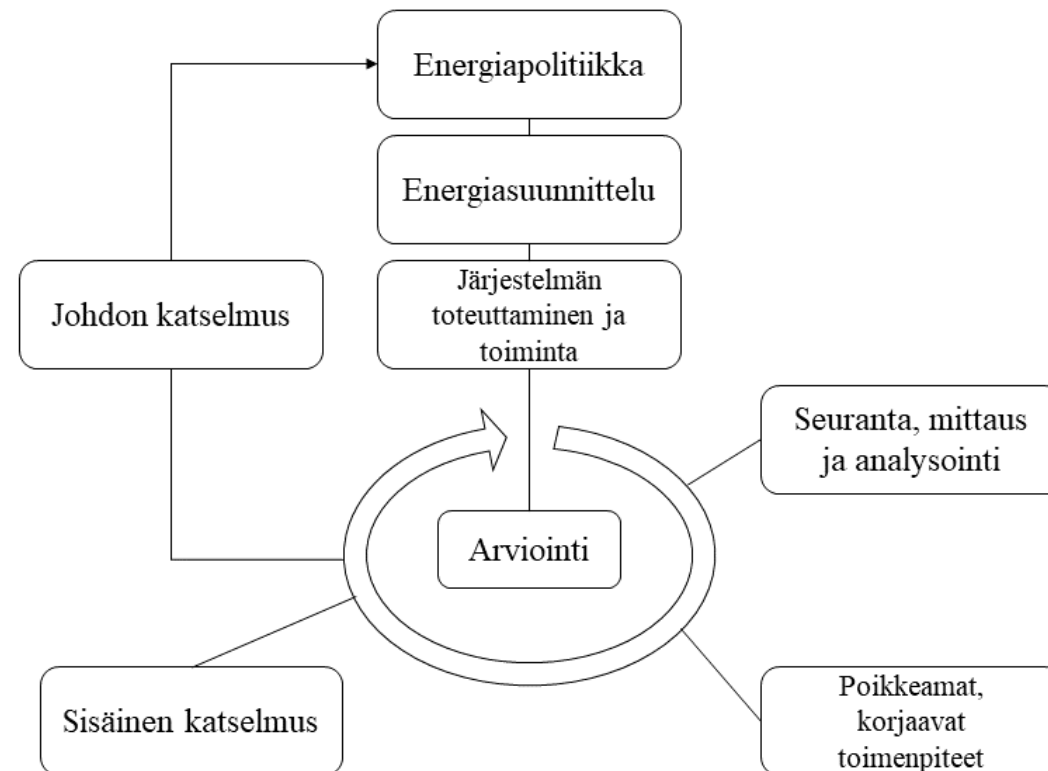 Energiapolitiikka
Energiasuunnittelu
Järjestelmän
toteuttaminen ja
toiminta
Johdon katselmus
Seuranta, mittaus
ja analysointi
Arviointi
Sisäinen katselmus
Poikkeamat,
korjaavat
toimenpiteet